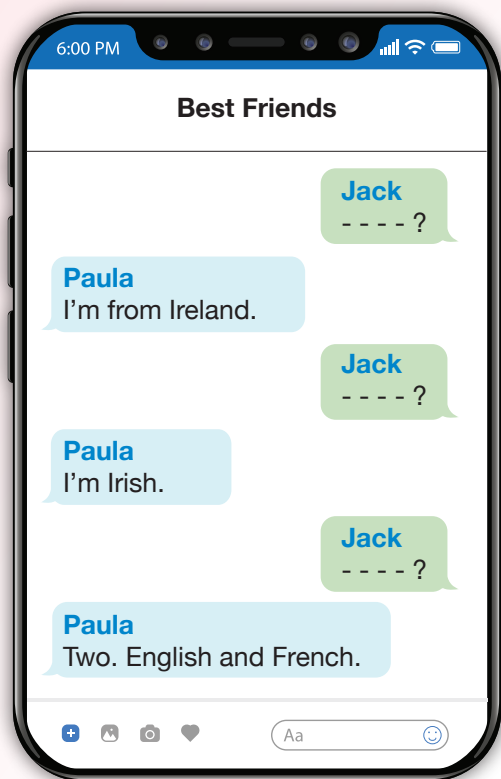 6:00 PM
Best Friends
Jack
- - - - ?
Paula
I'm from Ireland.
Jack
- - - - ?
Paula
I'm Irish.
Jack
- - - - ?
Paula
Two. English and French.
Aa